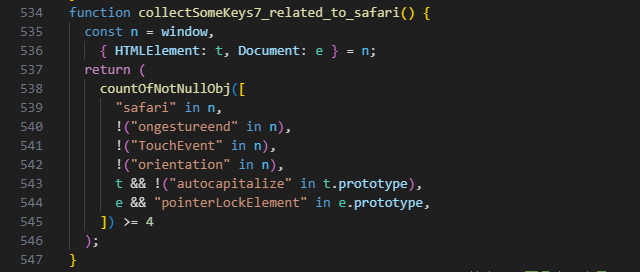 534 function collectSomeKeys7_related_to_safari() {
535 const n = window,
536 { HTMLElement: t, Document: e } = n;
537 return (
538 countOfNotNullObj([
539 "safari" in n,
540 !("ongestureend" in n),
541 !("TouchEvent" in n),
542 !("orientation" in n),
543 t && !("autocapitalize" in t.prototype),
544 e && "pointerLockElement" in e.prototype,
545 ]) >= 4
546 );
547 }